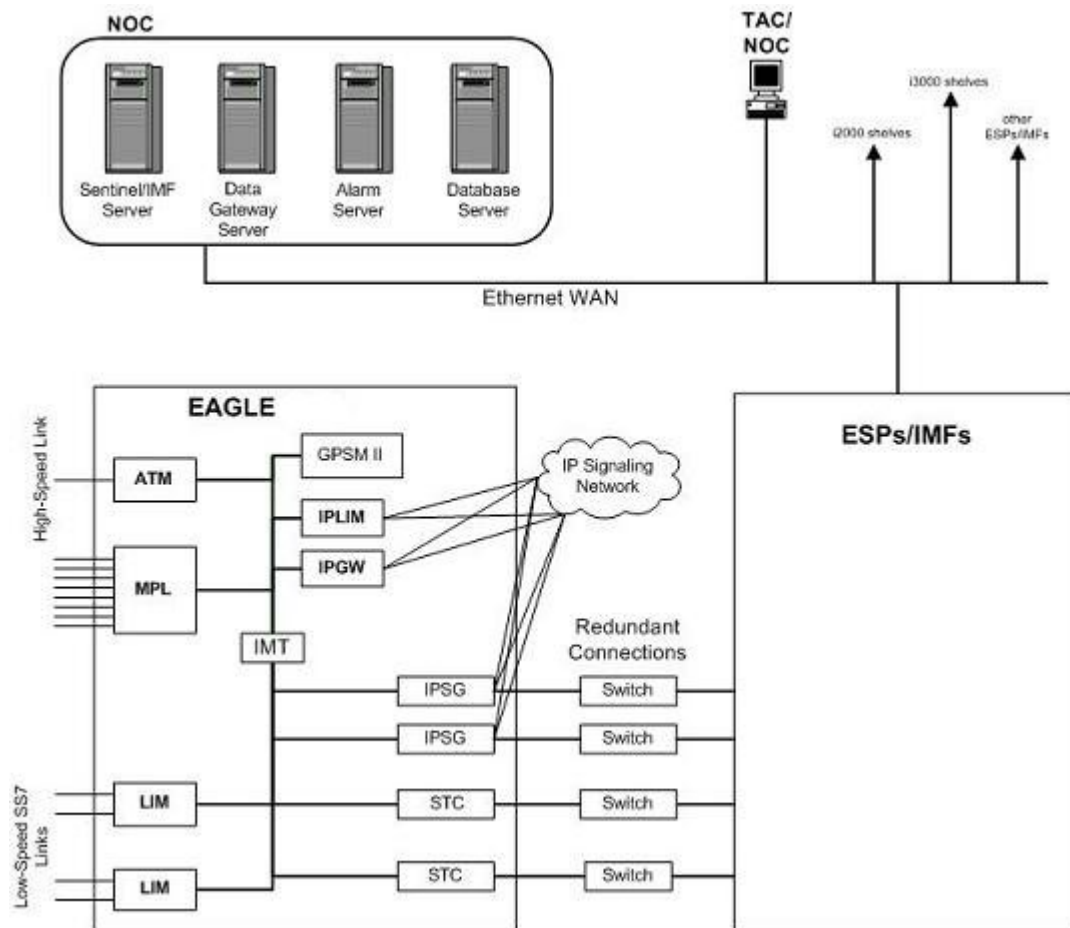 NOC
Sentinel/IMF
Server
Data
Gateway
Server
Alarm
Server
Database
Server
TAC/
NOC
i2000 shelves
i3000 shelves
other
ESPs/IMFs
Ethernet WAN
EAGLE
High-Speed Link
ATM
MPL
GPSM II
IPLIM
IPGW
IMT
IP Signaling
Network
Redundant
Connections
IPSG
Switch
IPSG
Switch
Low-Speed SS7
Links
LIM
STC
Switch
LIM
STC
Switch
ESPs/IMFs